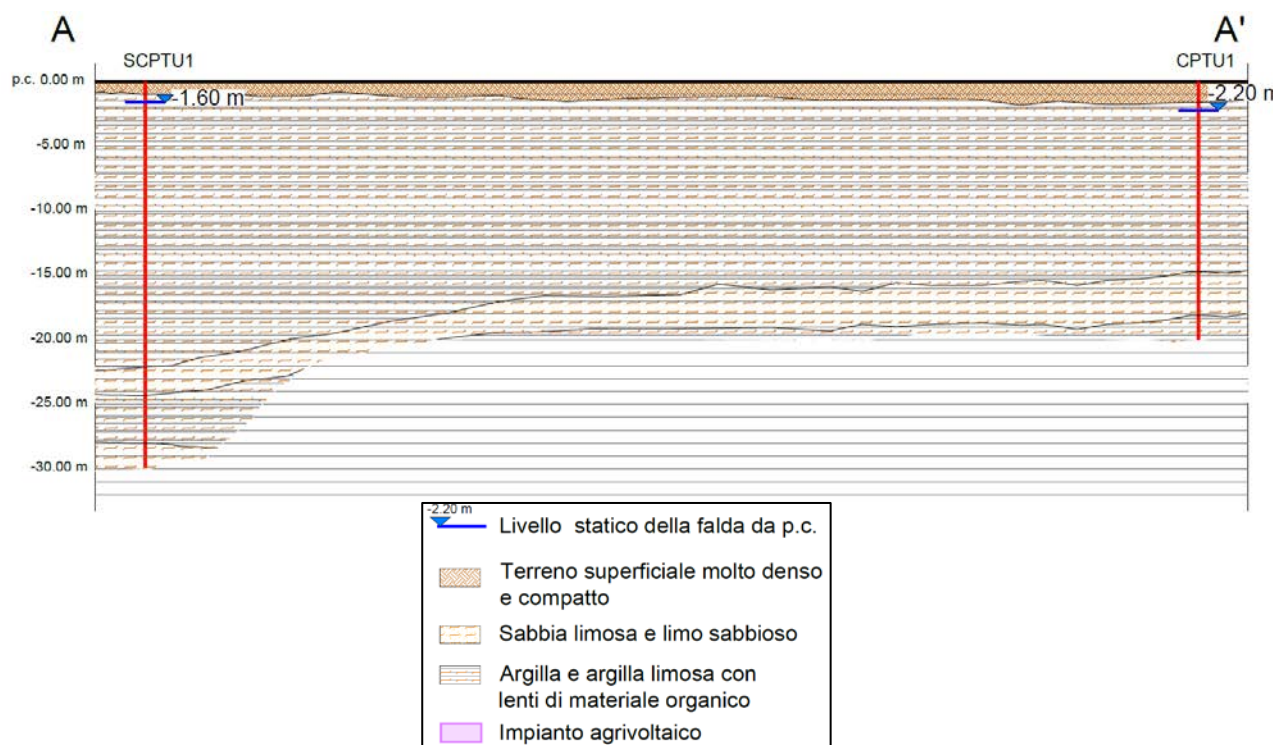 A
A'
SCPTU1
CPTU1
p.c. 0.00 m
-1.60 m
-2.20 m
-5.00 m
-10.00 m
-15.00 m
-20.00 m
-25.00 m
-30.00 m
-2.20 m
Livello statico della falda da p.c.
Terreno superficiale molto denso
e compatto
Sabbia limosa e limo sabbioso
Argilla e argilla limosa con
lenti di materiale organico
Impianto agrivoltaico